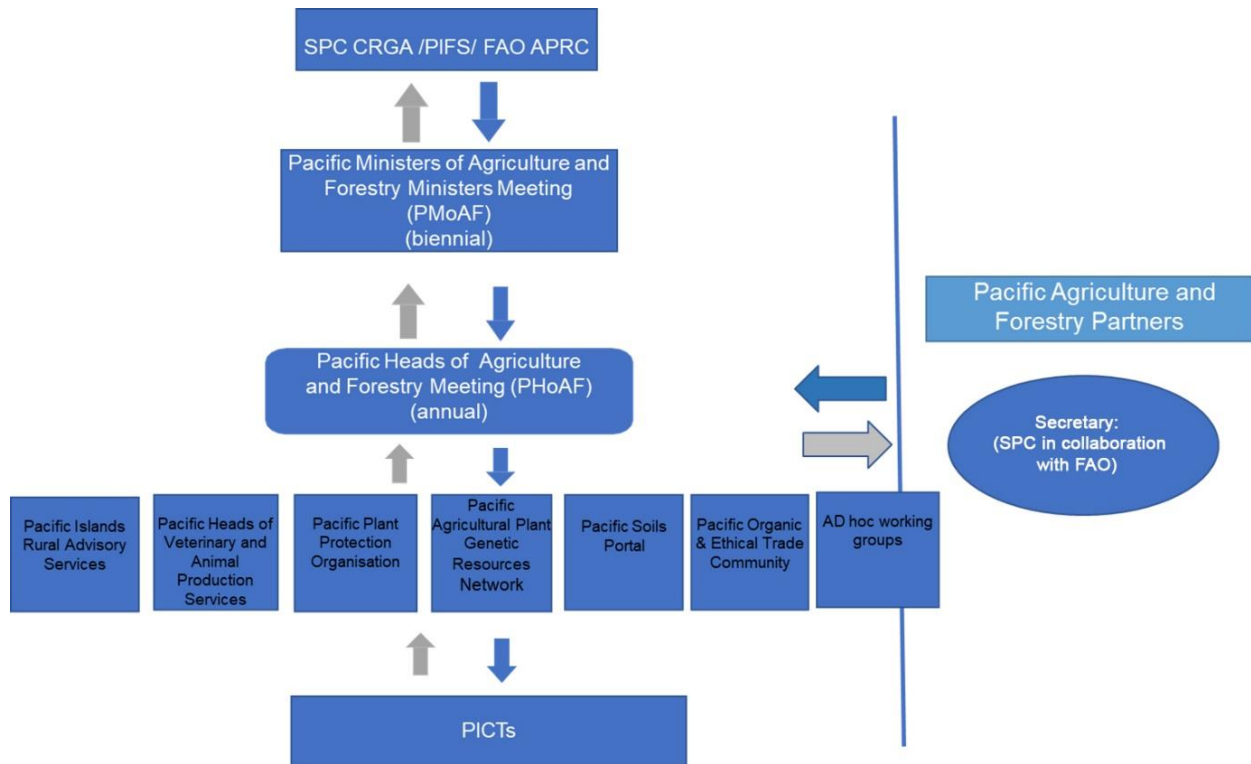 SPC CRGA /PIFS/ FAO APRC
Pacific Ministers of Agriculture and
Forestry Ministers Meeting
(PMoAF)
(biennial)
Pacific Agriculture and
Forestry Partners
Pacific Heads of Agriculture
and Forestry Meeting (PHoAF)
(annual)
Secretary:
(SPC in collaboration
with FAO)
Pacific Islands
Rural Advisory
Services
Pacific Heads of
Veterinary and
Animal
Production
Services
Pacific Plant
Protection
Organisation
Pacific
Agricultural Plant
Genetic
Resources
Network
Pacific Soils
Portal
Pacific Organic
& Ethical Trade
Community
AD hoc working
groups
PICTs